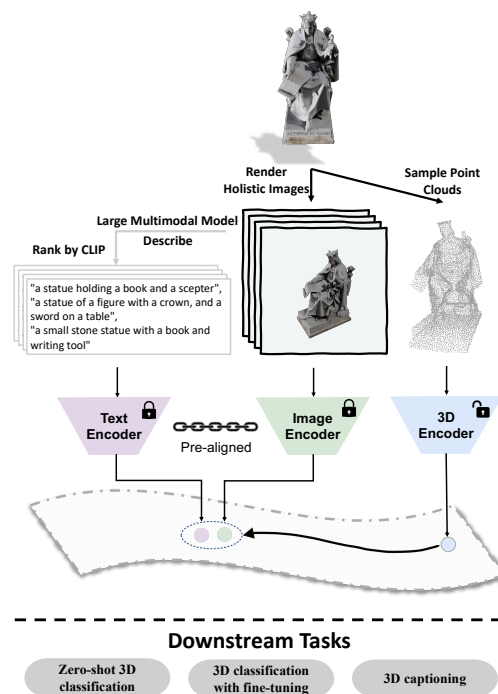 Render
Holistic Images
Sample Point
Clouds
Large Multimodal Model
Describe
Rank by CLIP
"a statue holding a book and a scepter",
"a statue of a figure with a crown, and a
sword on a table",
"a small stone statue with a book and
writing tool"
Text
Encoder
Pre-aligned
Image
Encoder
3D
Encoder
Downstream Tasks
Zero-shot 3D
classification
3D classification
with fine-tuning
3D captioning